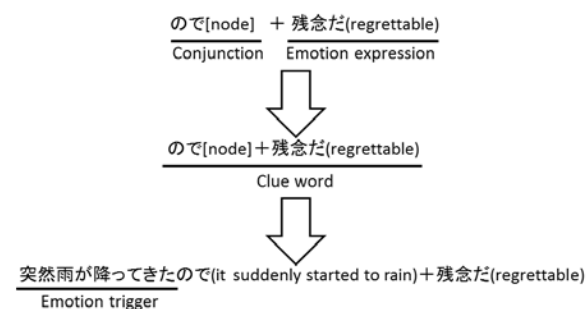 ので[node] + 残念だ(regrettable)
Conjunction Emotion expression
ので[node]+残念だ(regrettable)
Clue word
突然雨が降ってきたので(it suddenly started to rain)+残念だ(regrettable)
Emotion trigger